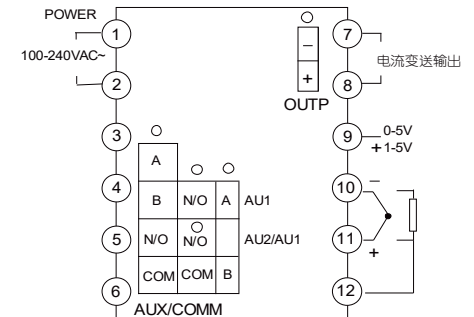 POWER
1
100-240VAC~
2
3
4
5
6
A
B N/O A AU1
N/O N/O AU2/AU1
COM COM B
AUX/COMM
−
+
OUTP
7
电流变送输出
8
9 0-5V
+ 1-5V
10 −
11 +
12